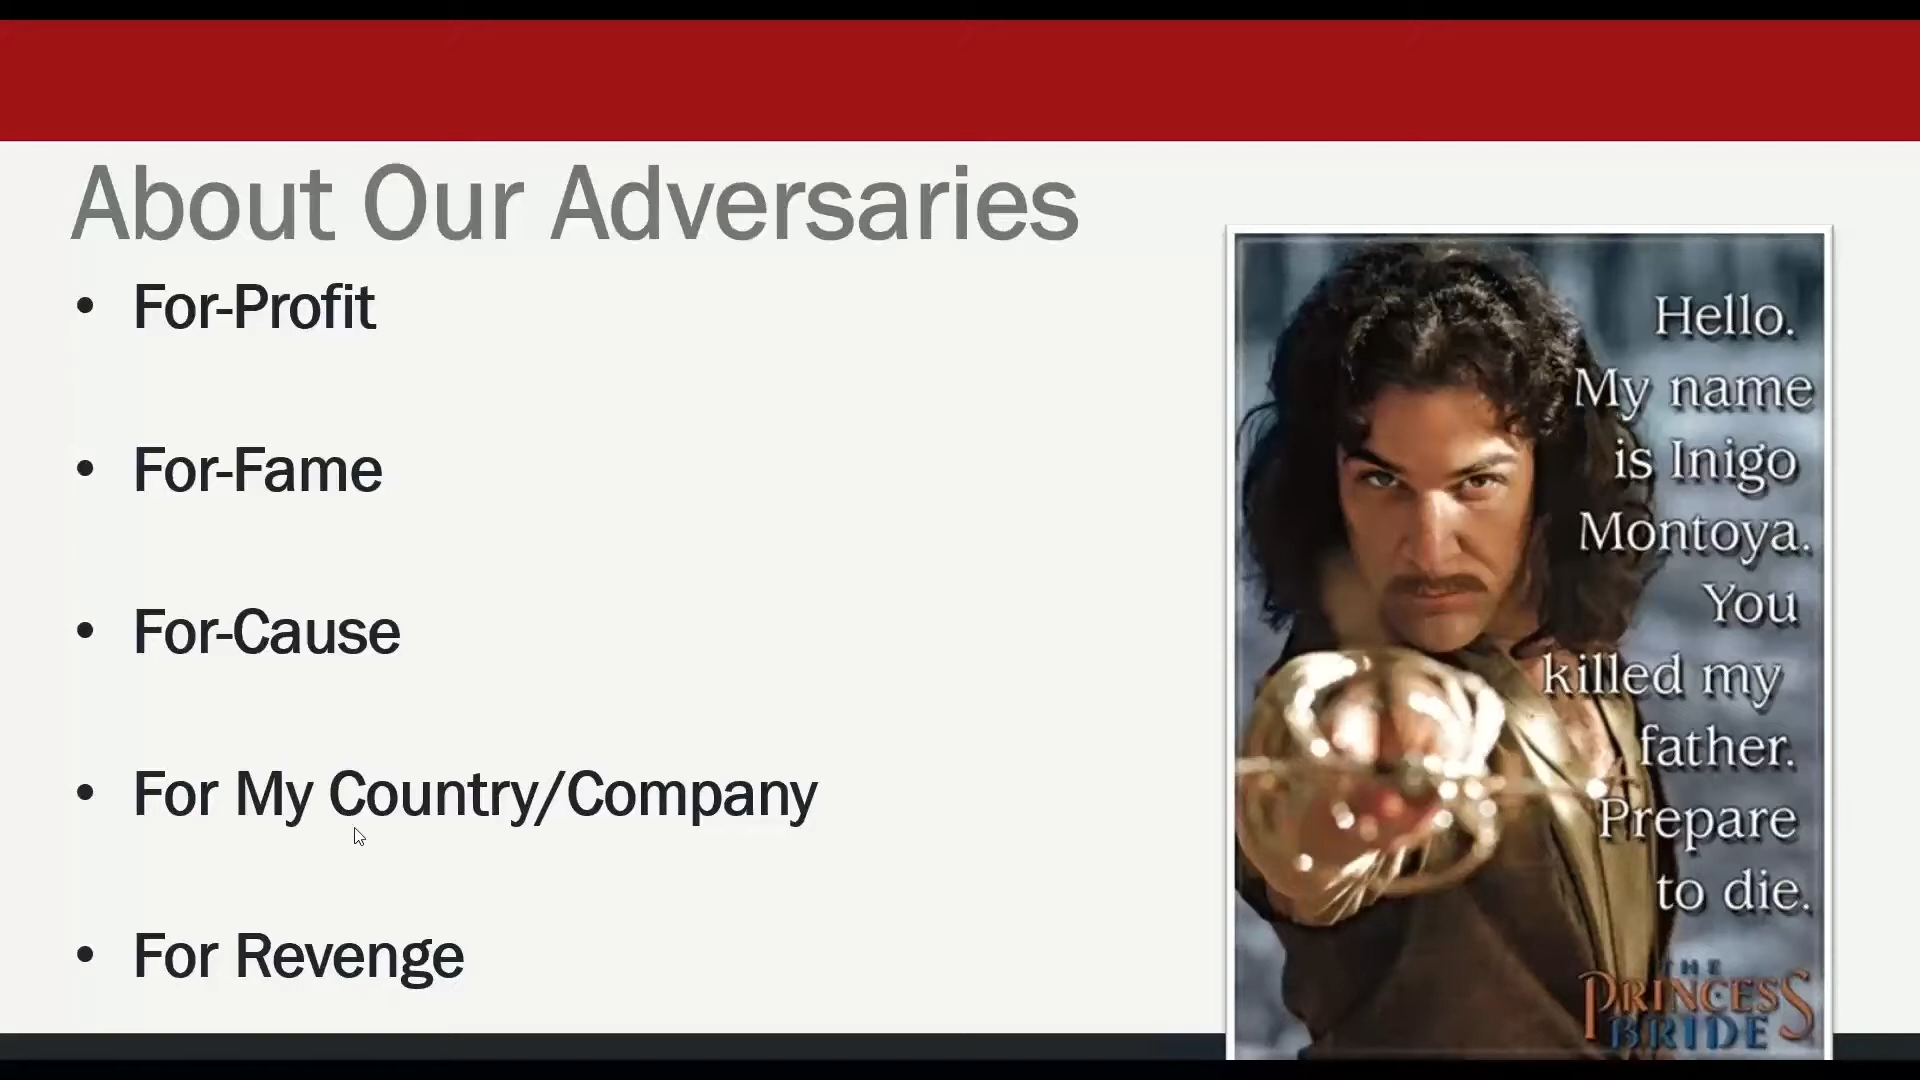 About Our Adversaries
• For-Profit
• For-Fame
• For-Cause
• For My Country/Company
• For Revenge
Hello.
My name
is Inigo
Montoya.
You
killed my
father.
Prepare
to die.
THE
PRINCESS
BRIDE